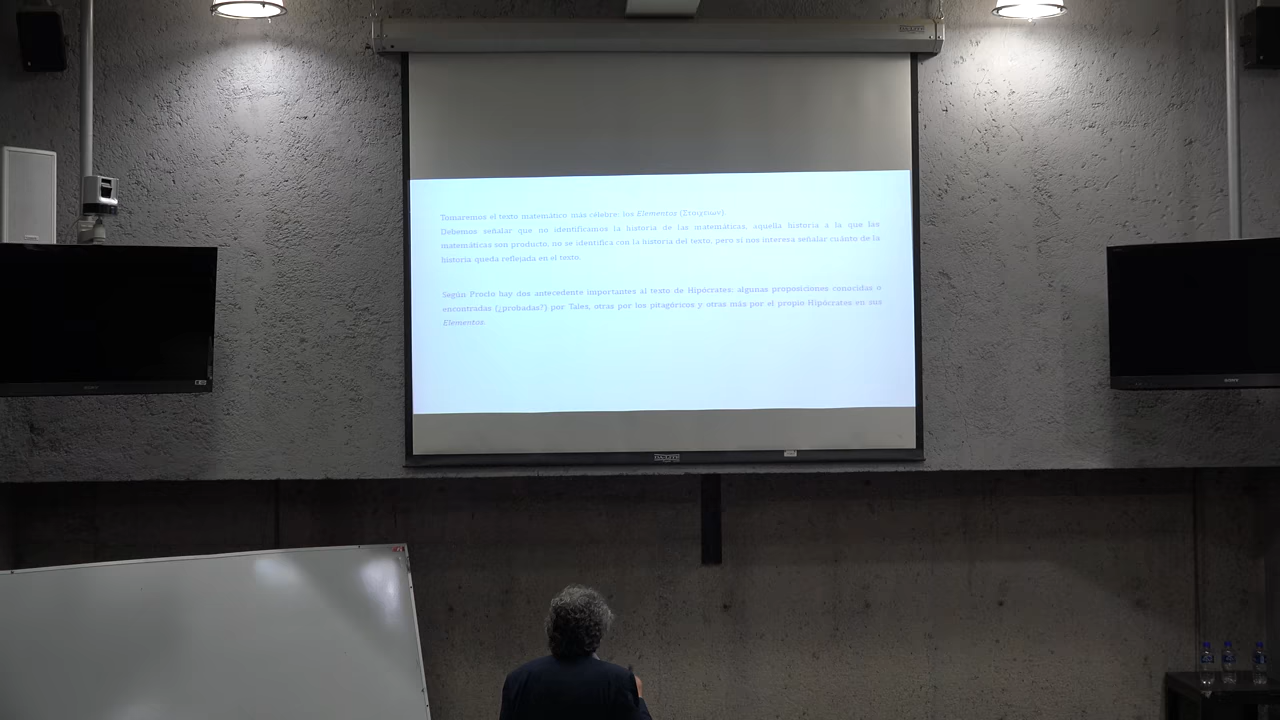 Tomaremos el texto matemático más célebre: los Elementos (Στοιχείων).
Debemos señalar que no identificamos la historia de las matemáticas, aquella historia a la que las
matemáticas son producto, no se identifica con la historia del texto, pero sí nos interesa señalar cuánto de la
historia queda reflejada en el texto.
Según Proclo hay dos antecedente importantes al texto de Hipócrates: algunas proposiciones conocidas o
encontradas (¿probadas?) por Tales, otras por los pitagóricos y otras más por el propio Hipócrates en sus
Elementos.
SONY
SONY